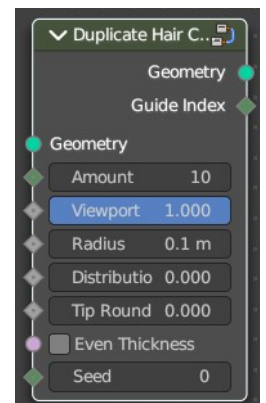 Duplicate Hair C..
Geometry
Guide Index
Geometry
Amount 10
Viewport 1.000
Radius 0.1 m
Distributio 0.000
Tip Round 0.000
Even Thickness
Seed 0